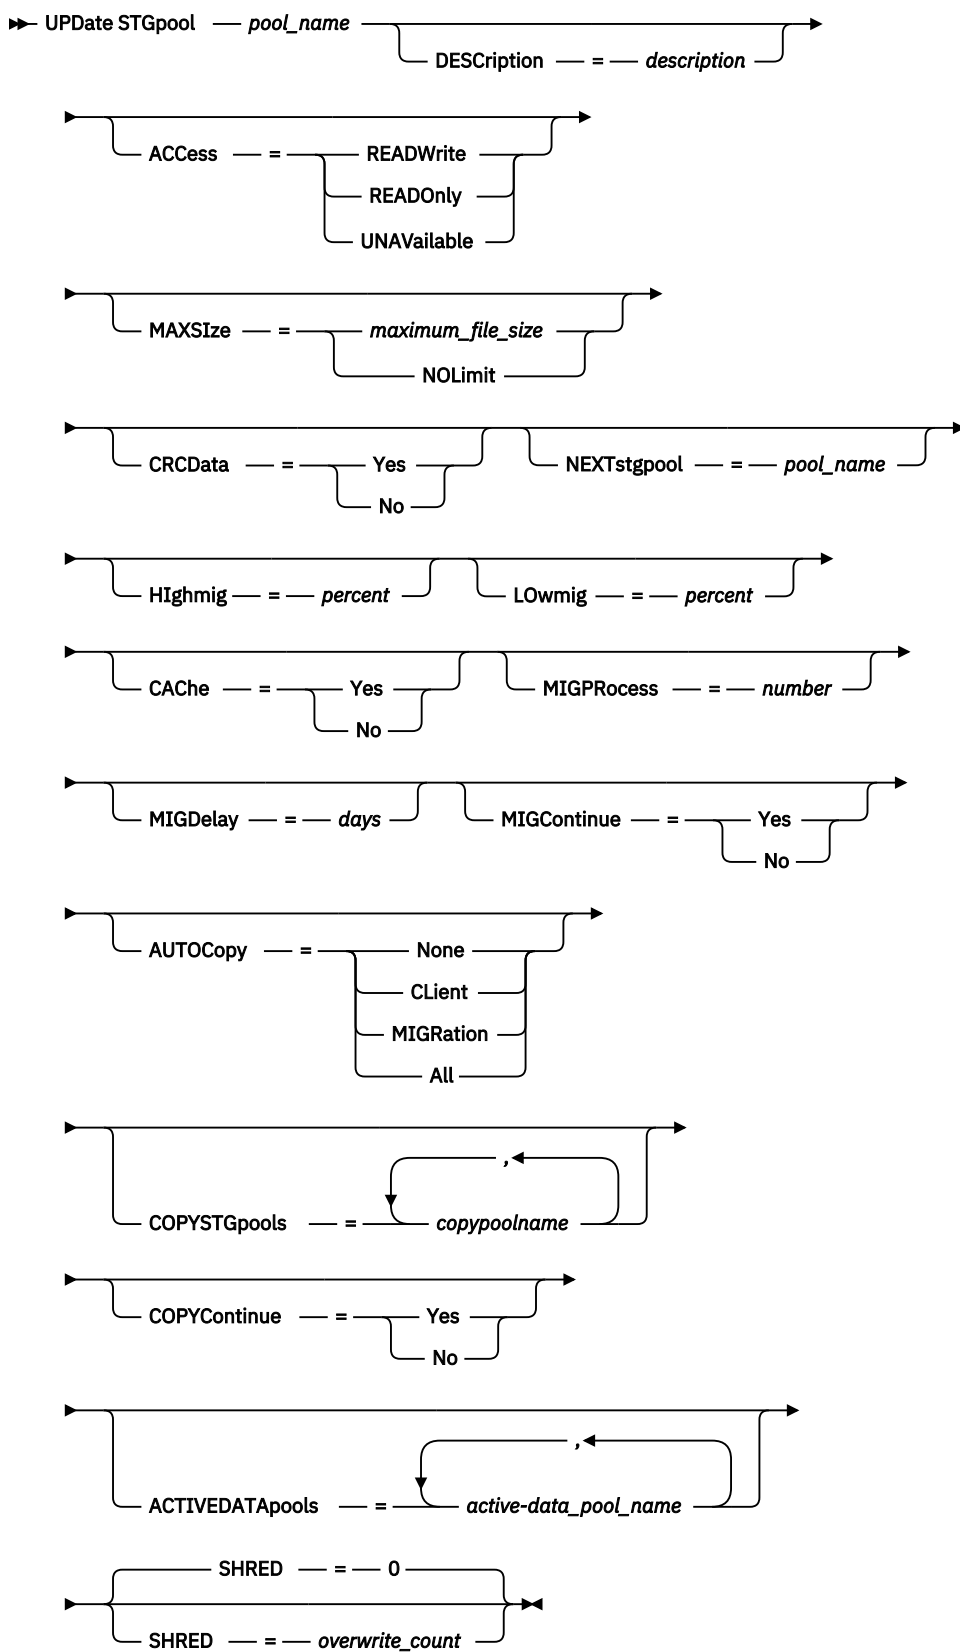 UPDate STGpool pool_name
DESCription = description
ACCess = READWrite
READOnly
UNAVailable
MAXSIze = maximum_file_size
NOLimit
CRCData = Yes NEXTstgpool = pool_name
No
HIghmig = percent LOwmig = percent
CAChe = Yes MIGPRocess = number
No
MIGDelay = days MIGContinue = Yes
No
AUTOCopy = None
CLient
MIGRation
All
,
COPYSTGpools = copypoolname
COPYContinue = Yes
No
,
ACTIVEDATApools = active-data_pool_name
SHRED = 0
SHRED = overwrite_count